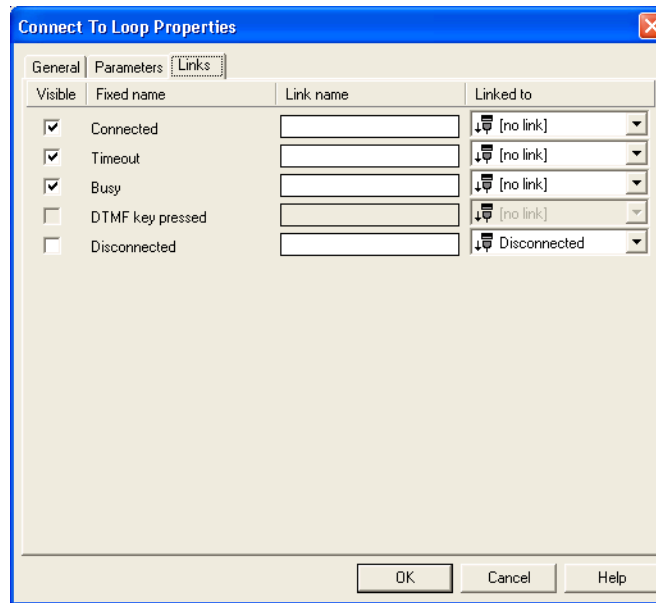 Connect To Loop Properties
General Parameters Links
Visible Fixed name Link name Linked to
Connected [no link]
Timeout [no link]
Busy [no link]
DTMF key pressed [no link]
Disconnected Disconnected
OK Cancel Help